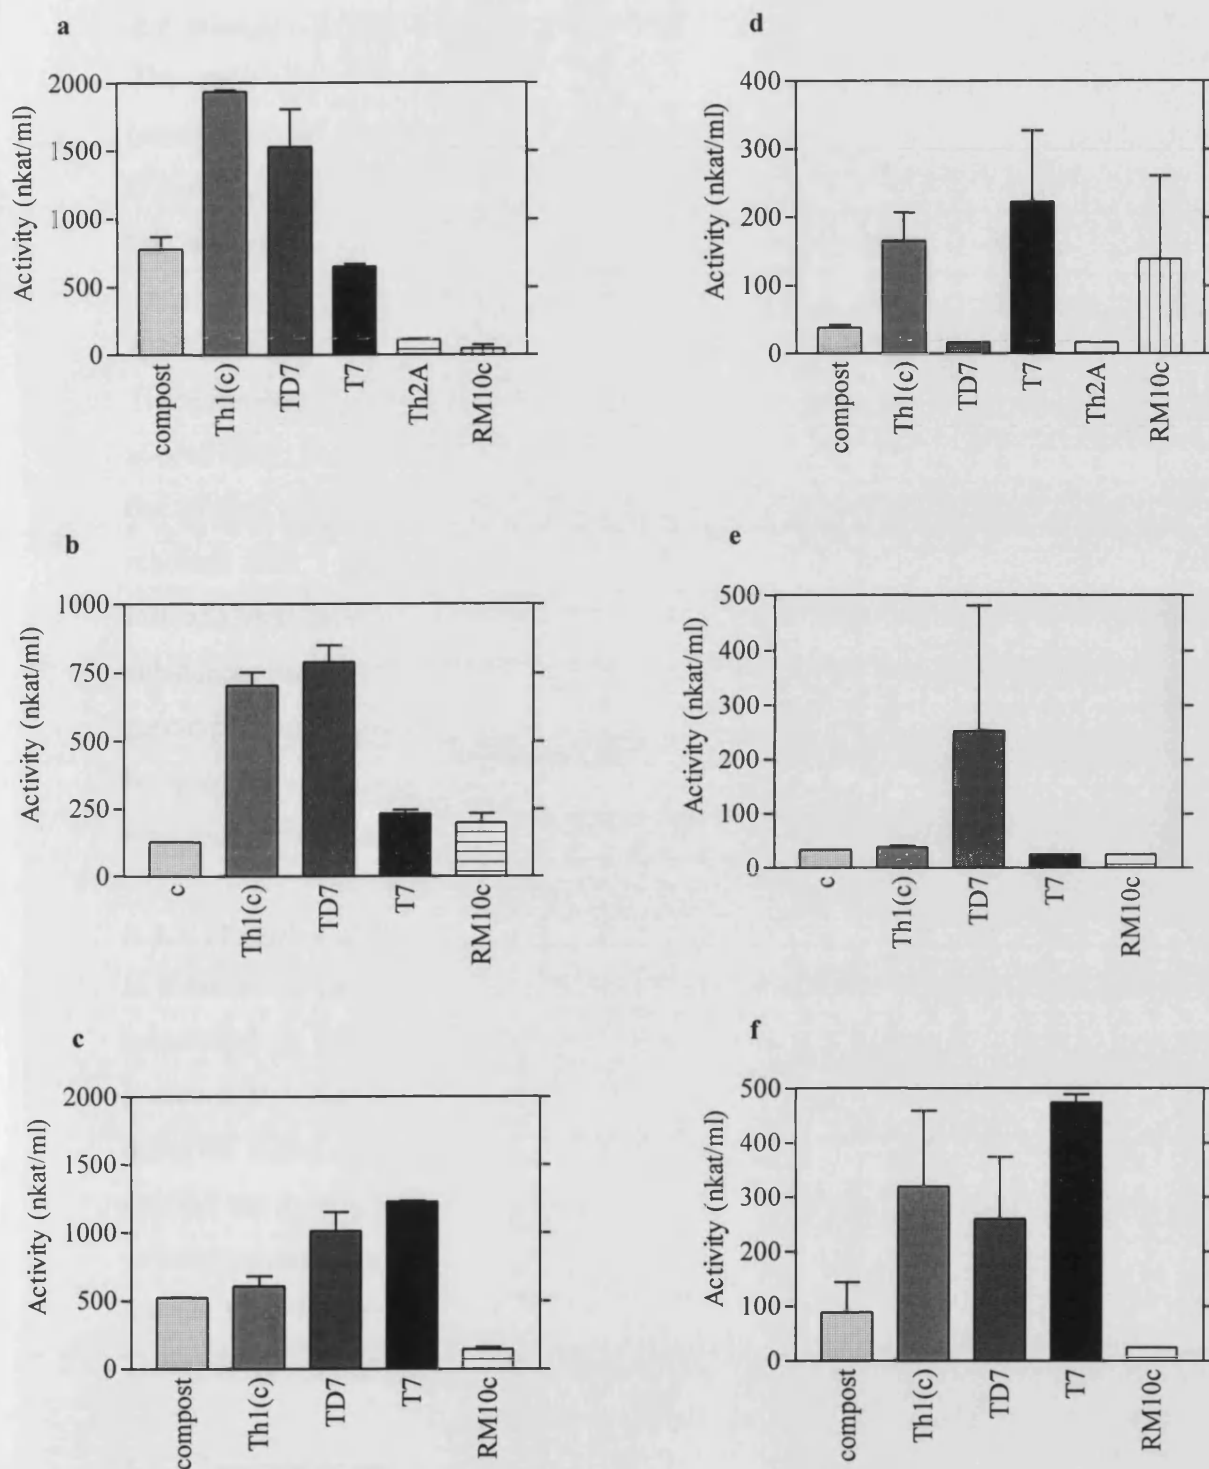 a
Activity (nkat/ml)
2000
1500
1000
500
0
compost
Th1(c)
TD7
T7
Th2A
RM10c
d
Activity (nkat/ml)
400
300
200
100
0
compost
Th1(c)
TD7
T7
Th2A
RM10c
b
Activity (nkat/ml)
1000
750
500
250
0
c
Th1(c)
TD7
T7
RM10c
e
Activity (nkat/ml)
500
400
300
200
100
0
c
Th1(c)
TD7
T7
RM10c
c
Activity (nkat/ml)
2000
1500
1000
500
0
compost
Th1(c)
TD7
T7
RM10c
f
Activity (nkat/ml)
500
400
300
200
100
0
compost
Th1(c)
TD7
T7
RM10c